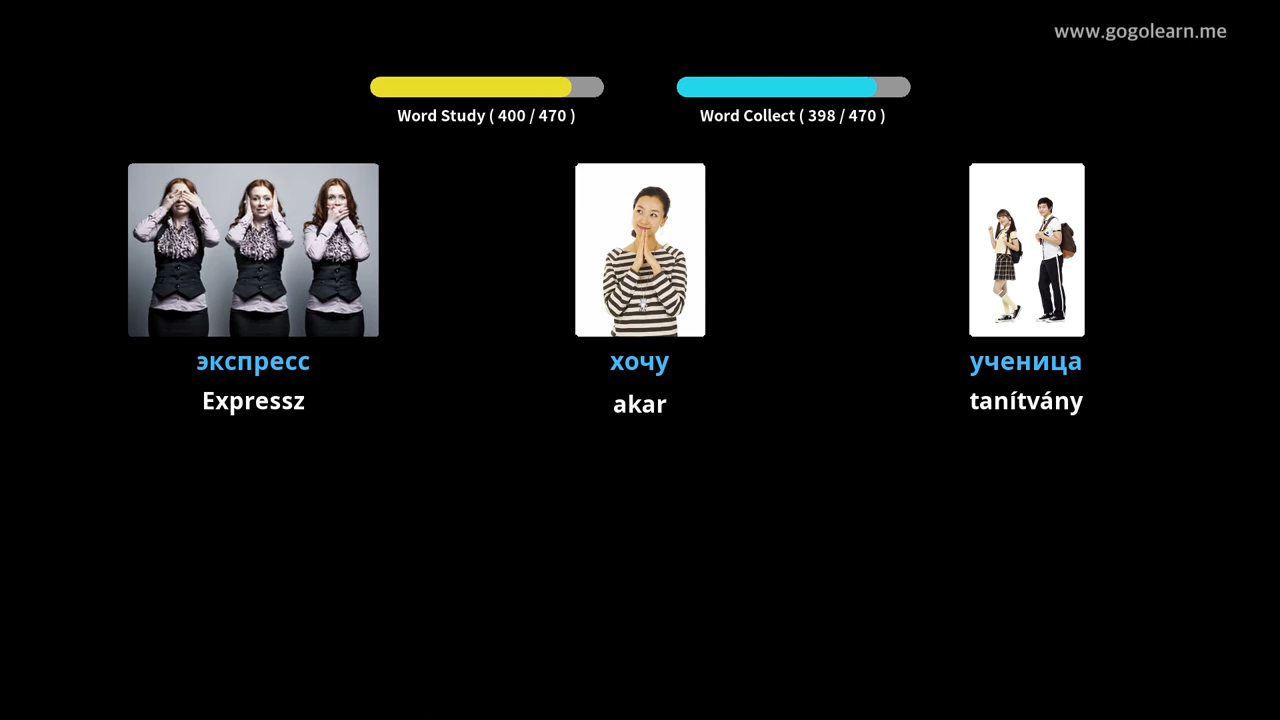 www.gogolearn.me
Word Study ( 400 / 470 )
Word Collect ( 398 / 470 )
экспресс
хочу
ученица
Expressz
akar
tanítvány